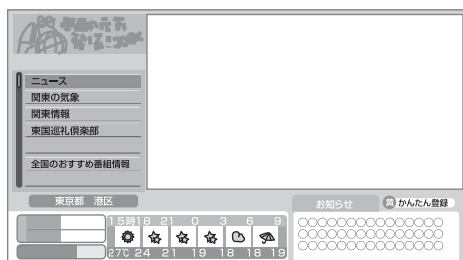 ニュース
関東の気象
関東情報
東国巡礼倶楽部
全国のおすすめ番組情報
東京都 港区
お知らせ
黄 かんたん登録
15時18 21 0 3 6 9
27℃ 24 21 19 18 18 19